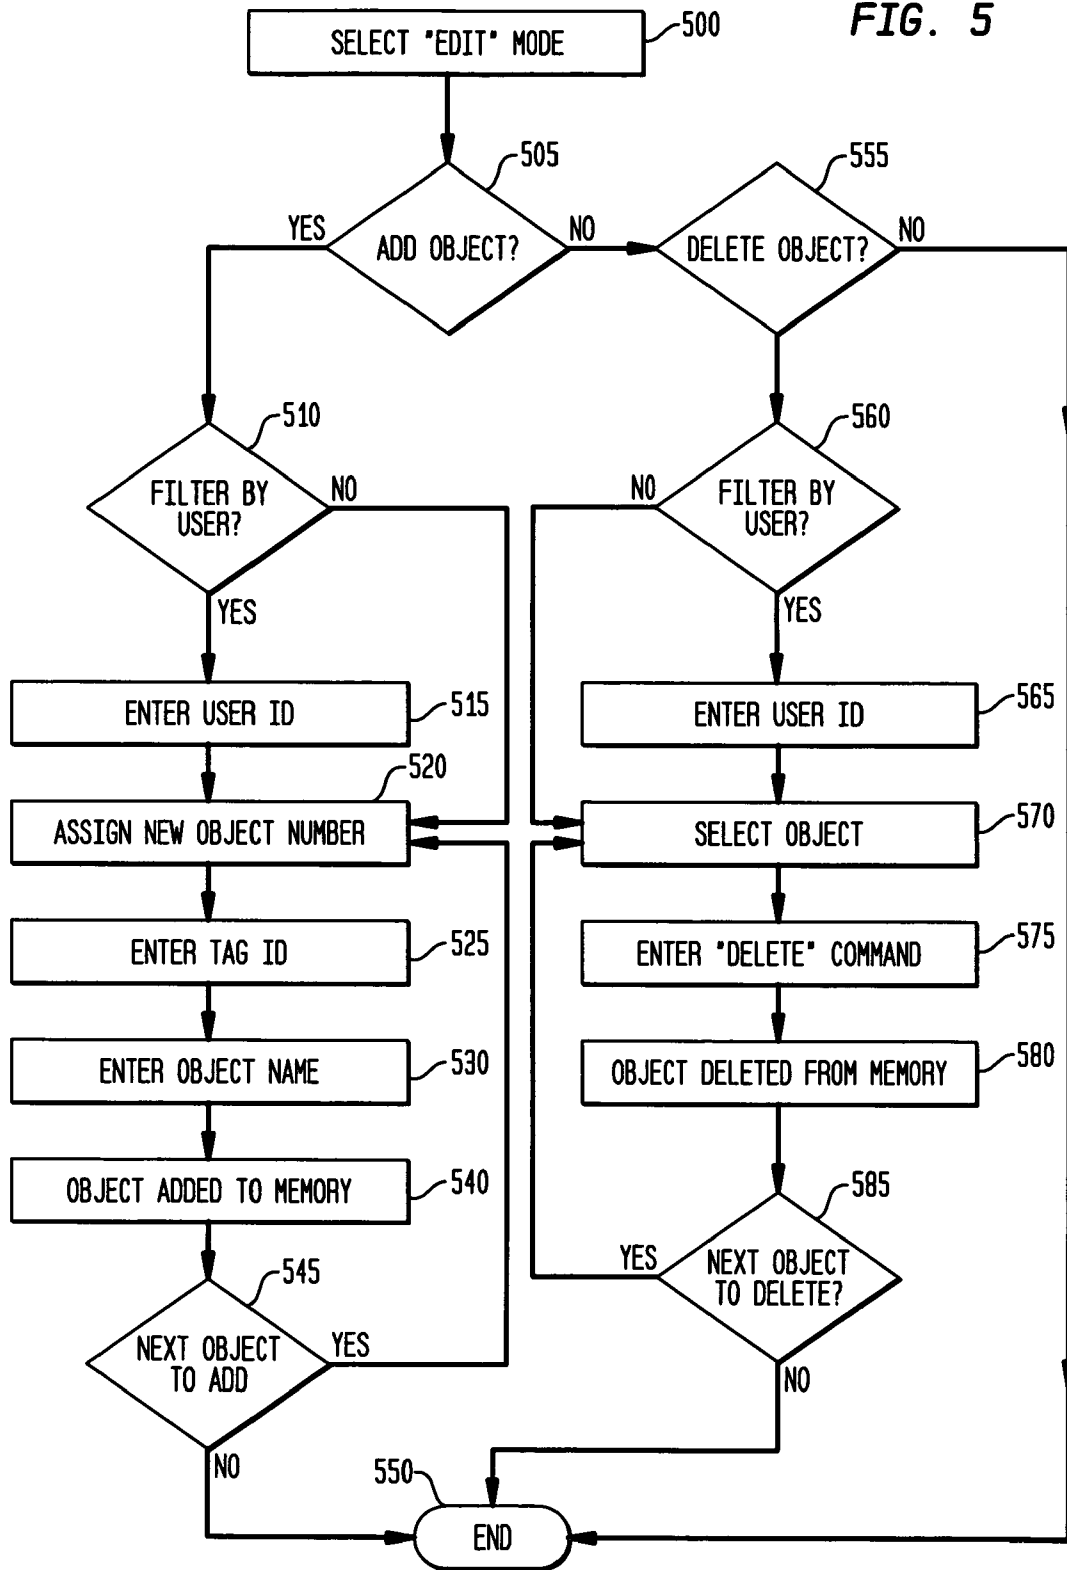 FIG. 5
SELECT "EDIT" MODE
500
505
ADD OBJECT?
YES
NO
555
DELETE OBJECT?
NO
510
FILTER BY
USER?
NO
YES
560
FILTER BY
USER?
NO
YES
ENTER USER ID
515
ENTER USER ID
565
520
ASSIGN NEW OBJECT NUMBER
SELECT OBJECT
570
ENTER TAG ID
525
ENTER "DELETE" COMMAND
575
ENTER OBJECT NAME
530
OBJECT DELETED FROM MEMORY
580
OBJECT ADDED TO MEMORY
540
585
NEXT OBJECT
TO DELETE?
YES
NO
545
NEXT OBJECT
TO ADD
YES
NO
550
END